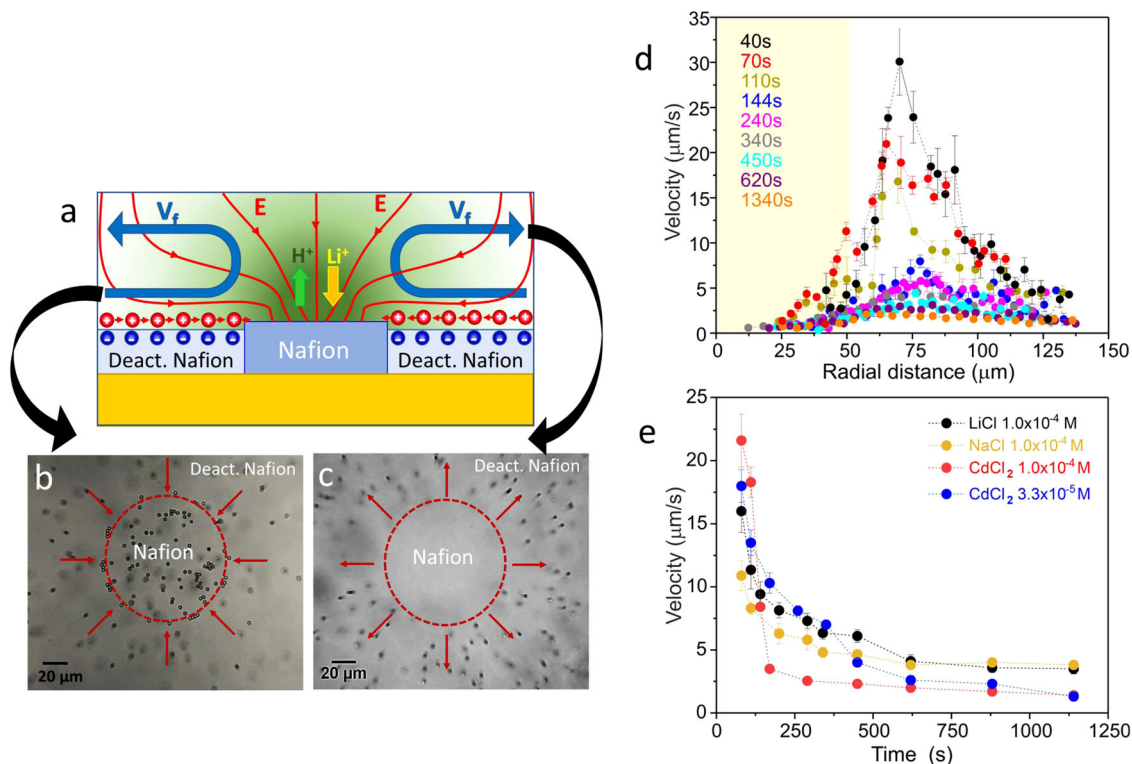 a
V_f
E
E
V_f
H⁺
Li⁺
Deact. Nafion
Nafion
Deact. Nafion
b
Deact. Nafion
Nafion
20 µm
c
Deact. Nafion
Nafion
20 µm
d
Velocity (µm/s)
35
30
25
20
15
10
5
0
40s
70s
110s
144s
240s
340s
450s
620s
1340s
0 25 50 75 100 125 150
Radial distance (µm)
e
Velocity (µm/s)
25
20
15
10
5
0
LiCl 1.0x10⁻⁴ M
NaCl 1.0x10⁻⁴ M
CdCl₂ 1.0x10⁻⁴ M
CdCl₂ 3.3x10⁻⁵ M
0 250 500 750 1000 1250
Time (s)